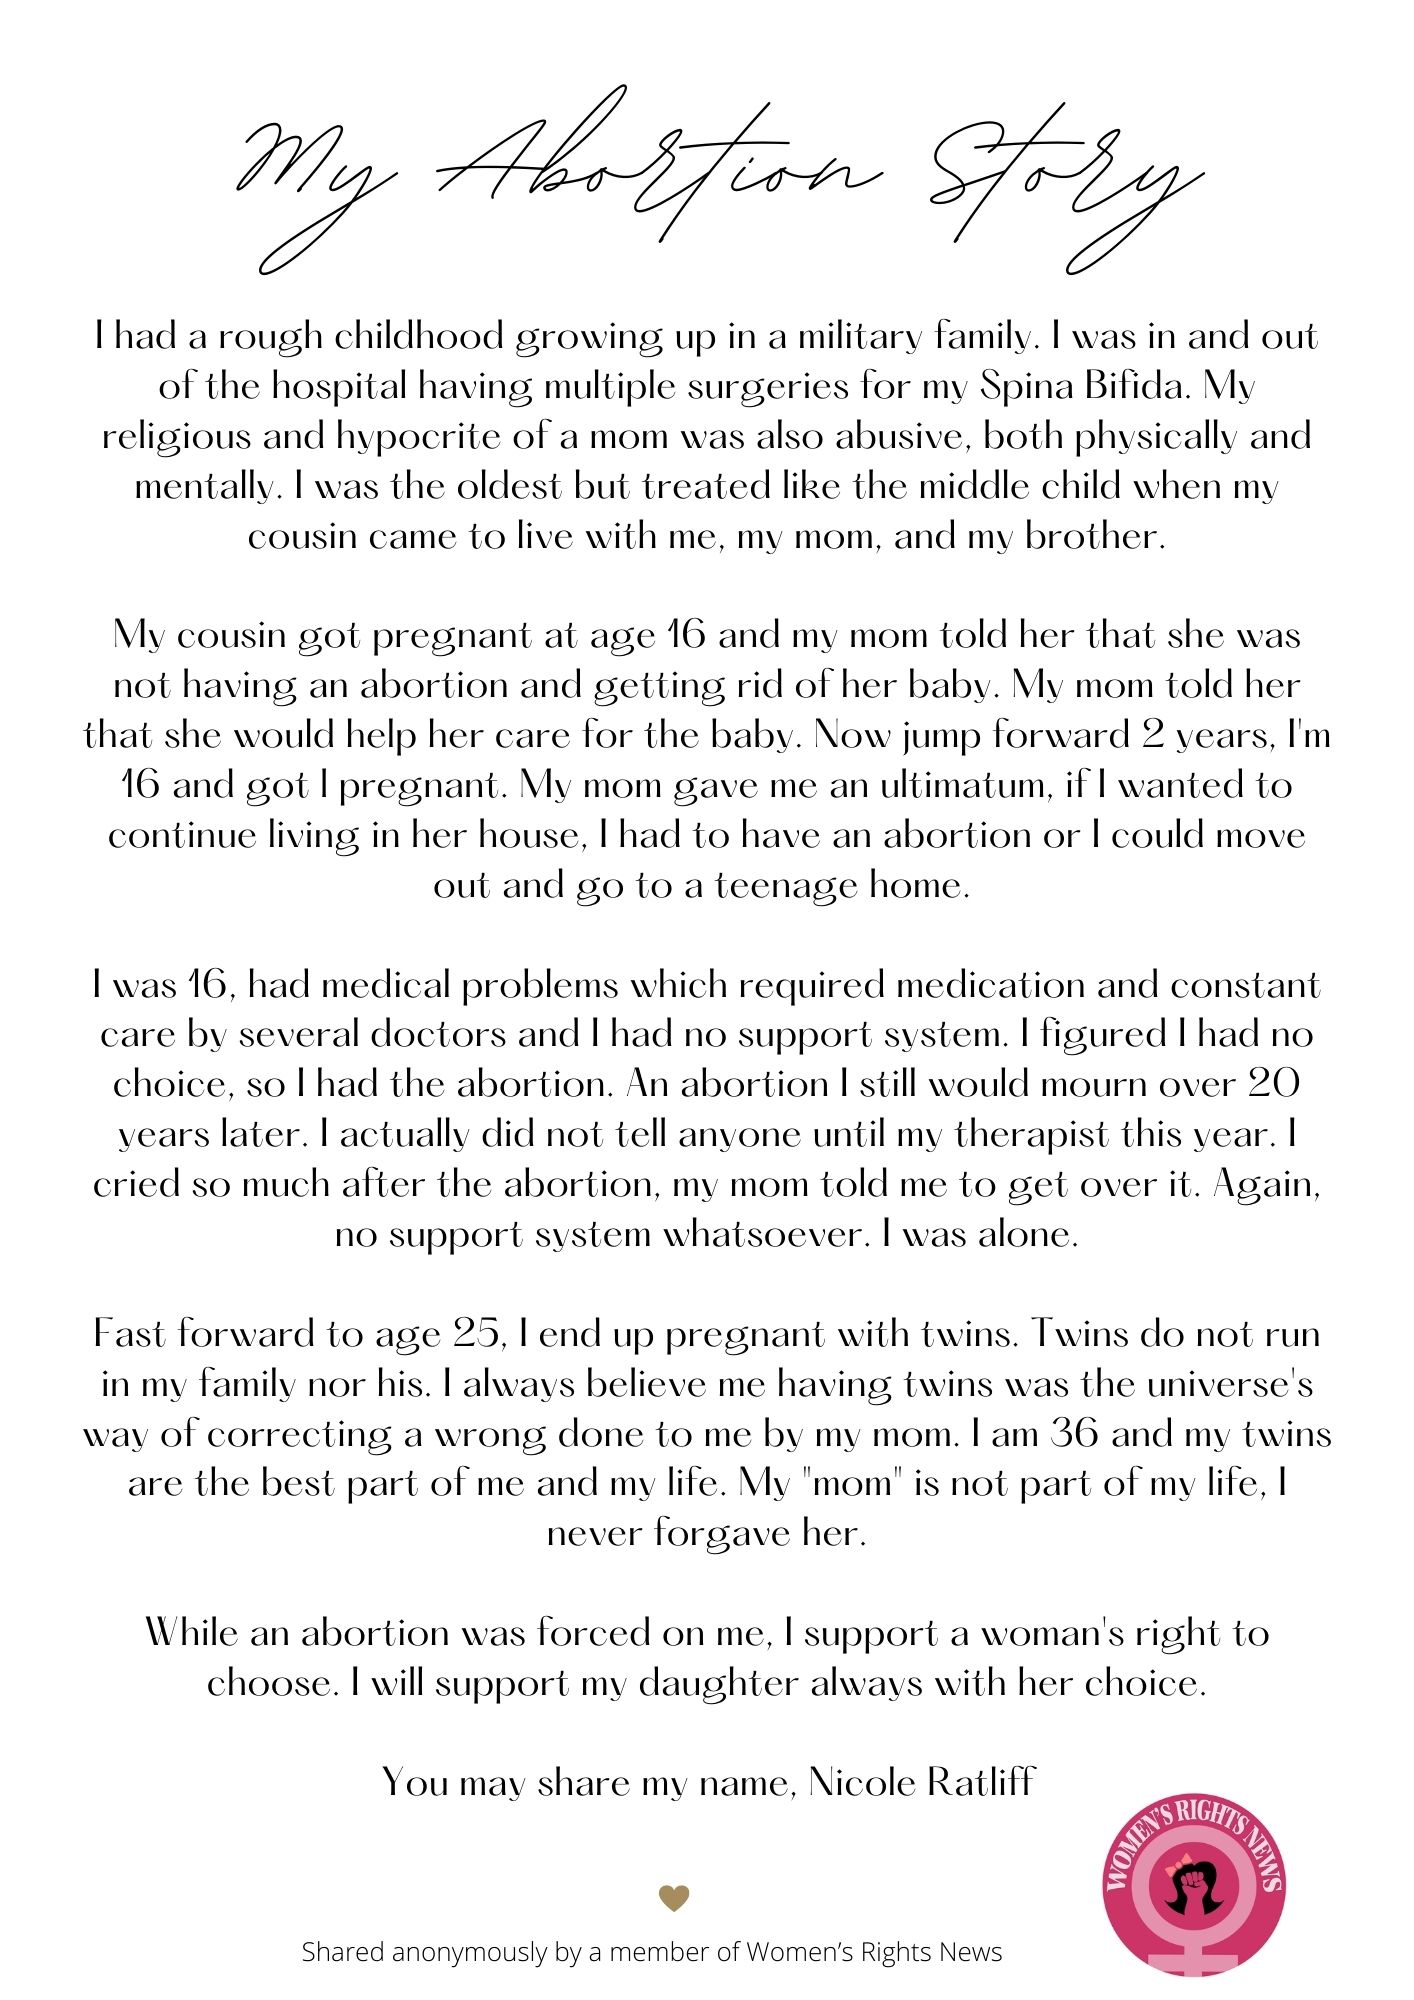 My Abortion Story
I had a rough childhood growing up in a military family. I was in and out
of the hospital having multiple surgeries for my Spina Bifida. My
religious and hypocrite of a mom was also abusive, both physically and
mentally. I was the oldest but treated like the middle child when my
cousin came to live with me, my mom, and my brother.
My cousin got pregnant at age 16 and my mom told her that she was
not having an abortion and getting rid of her baby. My mom told her
that she would help her care for the baby. Now jump forward 2 years, I'm
16 and got I pregnant. My mom gave me an ultimatum, if I wanted to
continue living in her house, I had to have an abortion or I could move
out and go to a teenage home.
I was 16, had medical problems which required medication and constant
care by several doctors and I had no support system. I figured I had no
choice, so I had the abortion. An abortion I still would mourn over 20
years later. I actually did not tell anyone until my therapist this year. I
cried so much after the abortion, my mom told me to get over it. Again,
no support system whatsoever. I was alone.
Fast forward to age 25, I end up pregnant with twins. Twins do not run
in my family nor his. I always believe me having twins was the universe's
way of correcting a wrong done to me by my mom. I am 36 and my twins
are the best part of me and my life. My "mom" is not part of my life, I
never forgave her.
While an abortion was forced on me, I support a woman's right to
choose. I will support my daughter always with her choice.
You may share my name, Nicole Ratliff
WOMEN'S RIGHTS NEWS
Shared anonymously by a member of Women’s Rights News